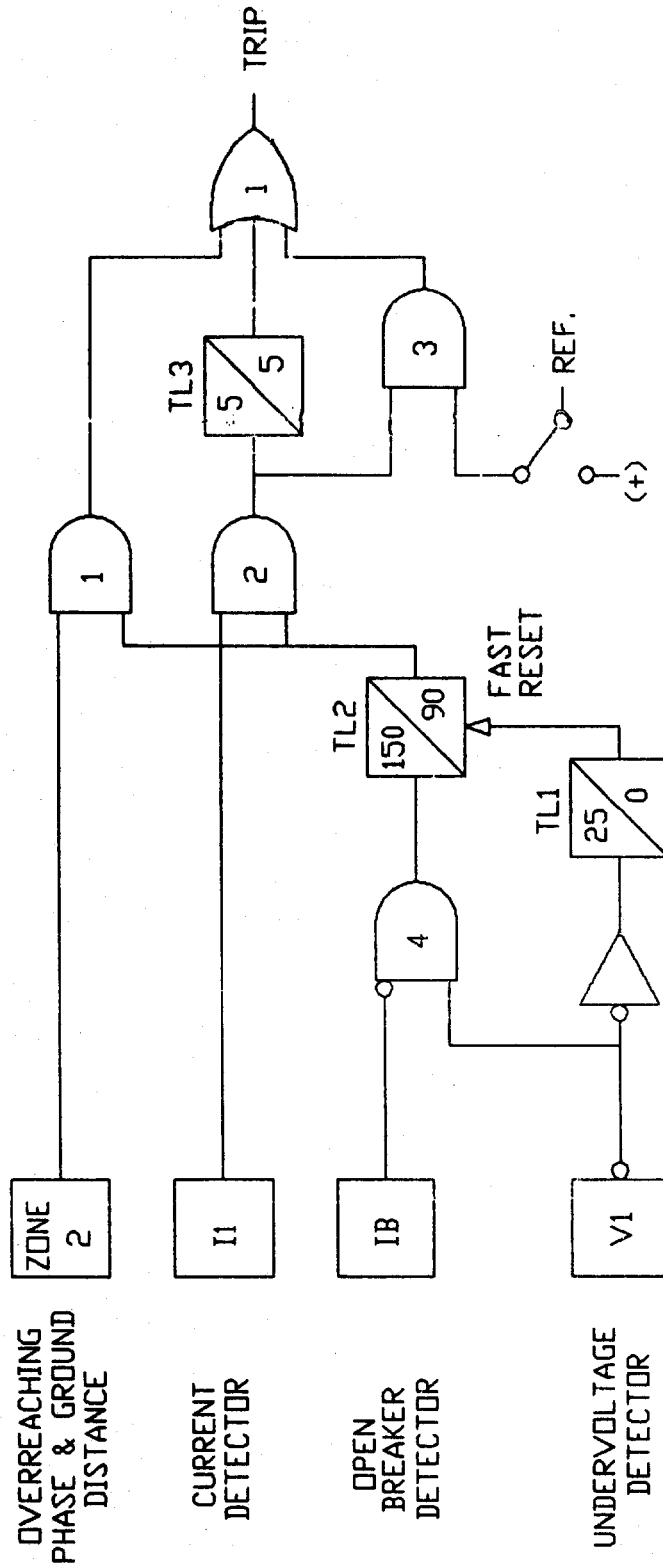 OVERREACHING
PHASE & GROUND
DISTANCE
ZONE
2
1
TRIP
1
CURRENT
DETECTOR
I1
2
TL3
5
5
3
REF.
(+)
OPEN
BREAKER
DETECTOR
IB
4
TL2
150
90
FAST
RESET
UNDERVOLTAGE
DETECTOR
V1
TL1
25
0